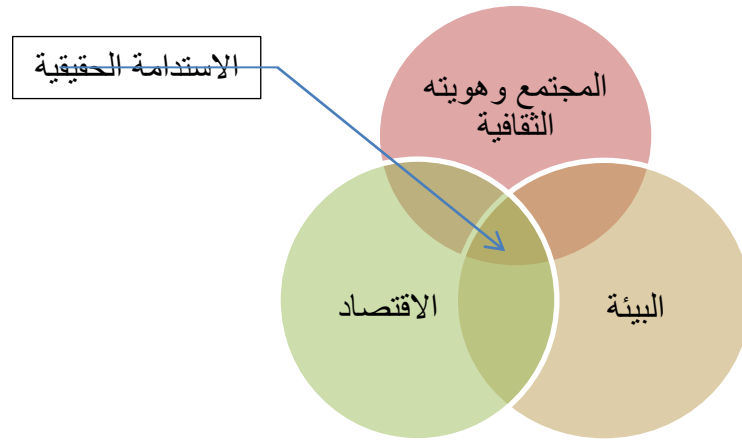 الاستدامة الحقيقية
المجتمع وهويته
الثقافية
الاقتصاد
البيئة